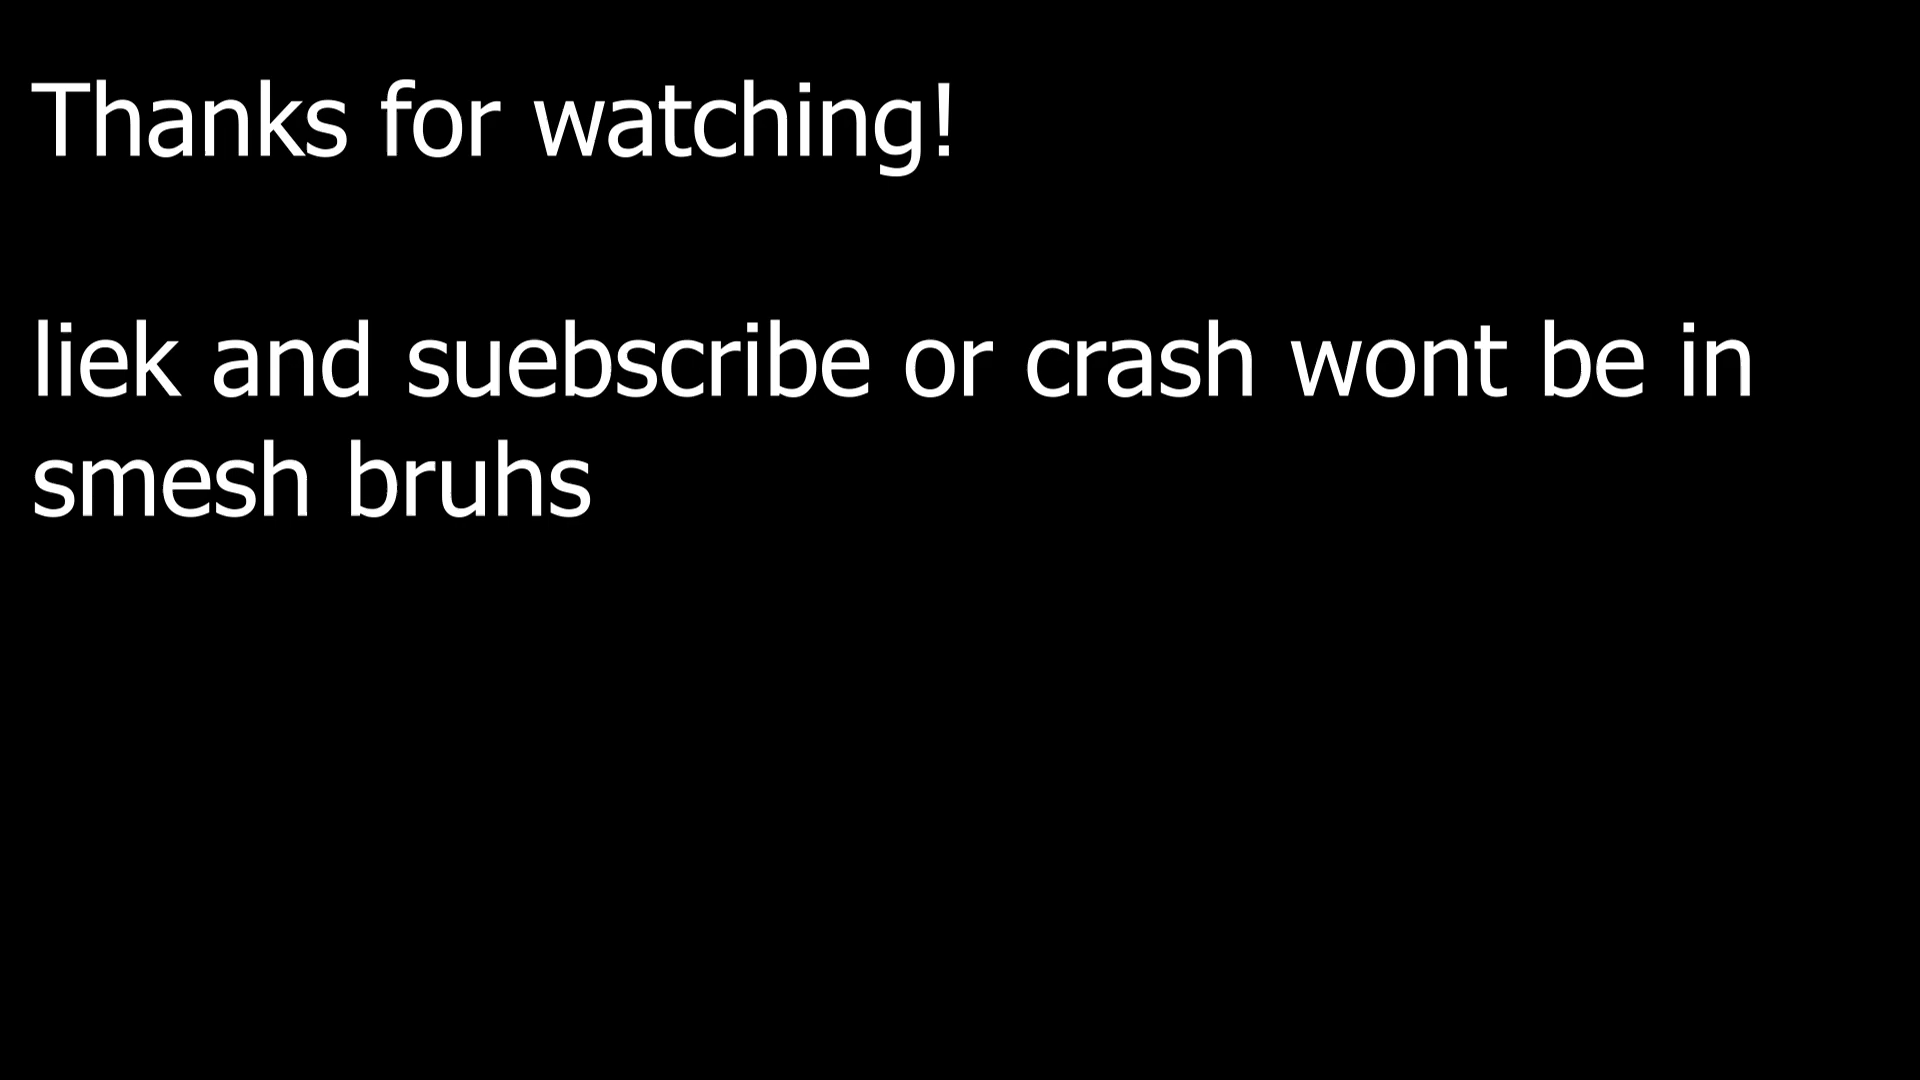 Thanks for watching!
liek and suebscribe or crash wont be in
smesh bruhs